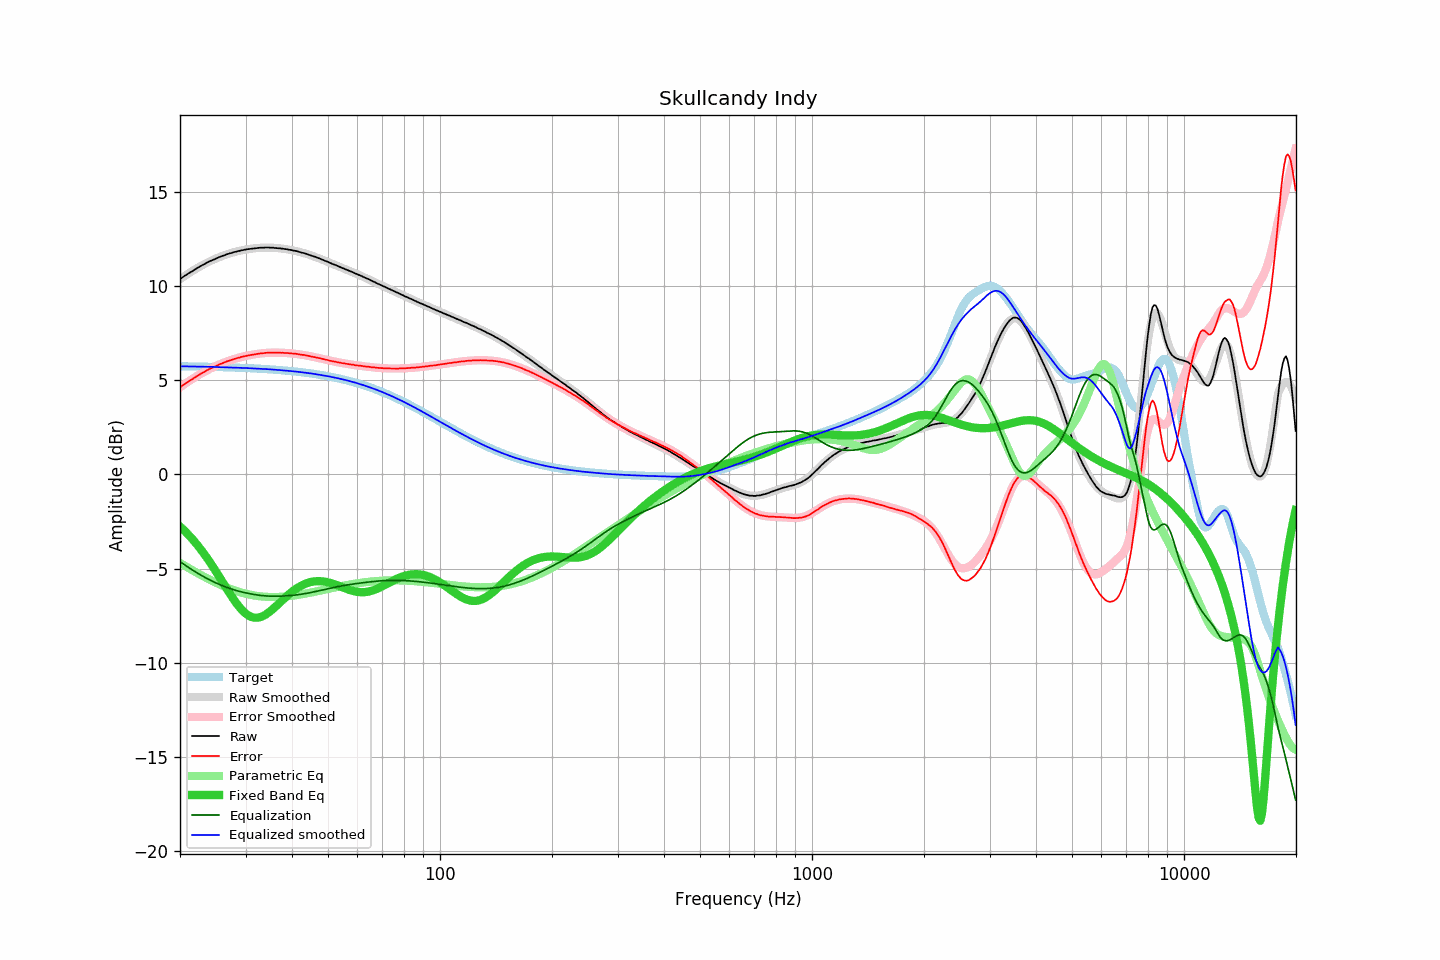 Skullcandy Indy
Amplitude (dBr)
15
10
5
0
−5
−10
−15
−20
Target
Raw Smoothed
Error Smoothed
Raw
Error
Parametric Eq
Fixed Band Eq
Equalization
Equalized smoothed
100 1000 10000
Frequency (Hz)